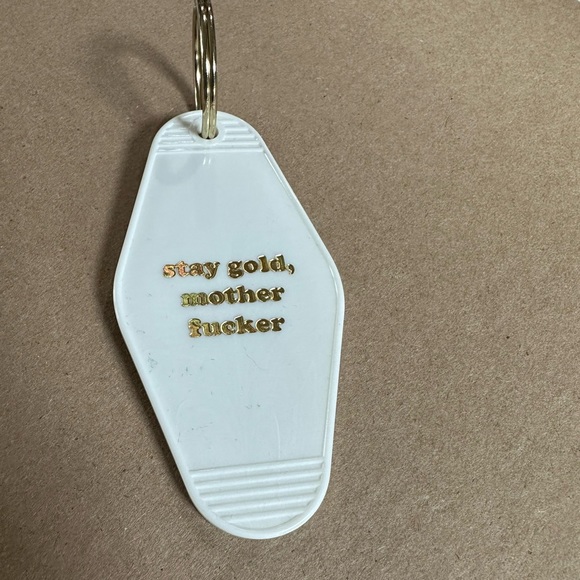 stay gold,
mother
fucker